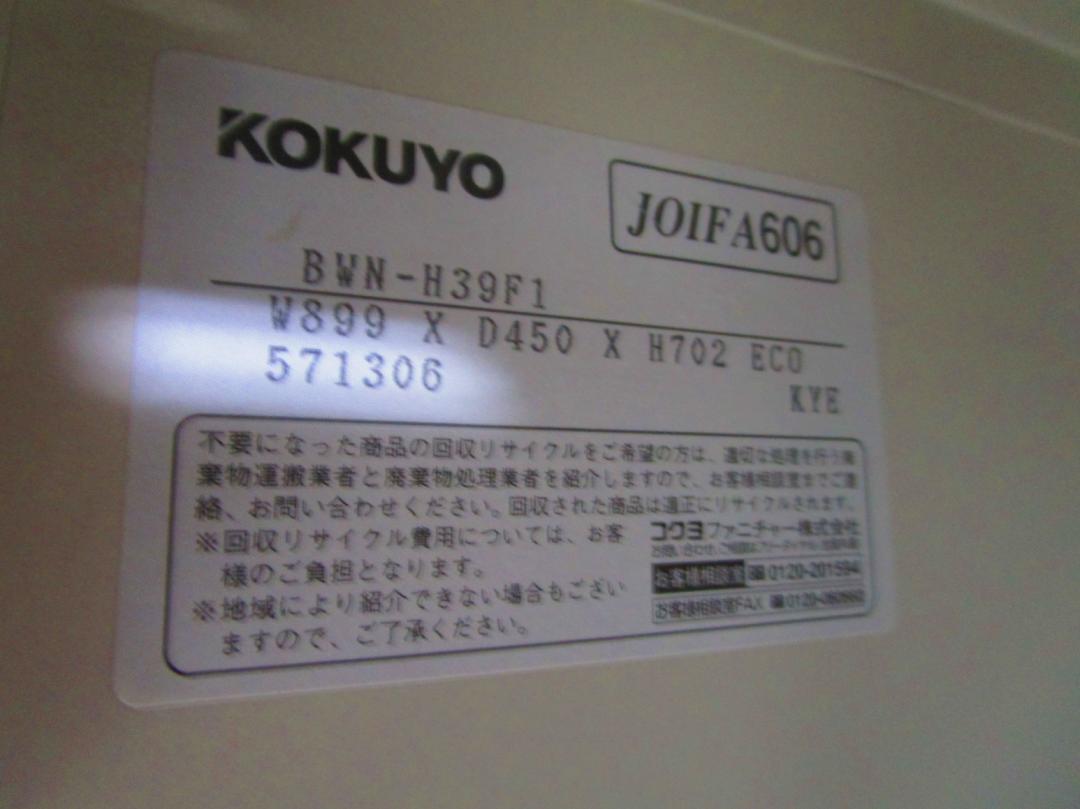 KOKUYO
JOIFA606
BWN-H39F1
W899 X D450 X H702 ECO
571306
KYE
不要になった商品の回収リサイクルをご希望の方は、適切な処理を行う廃
棄物運搬業者と廃棄物処理業者を紹介しますので、お客様相談室までご連
絡、お問い合わせください。回収された商品は適正にリサイクルされます。
※回収リサイクル費用については、お客
様のご負担となります。
※地域により紹介できない場合もござい
ますので、ご了承ください。
コクヨファニチャー株式会社
お客様相談室 0120-201594
お客様相談室FAX